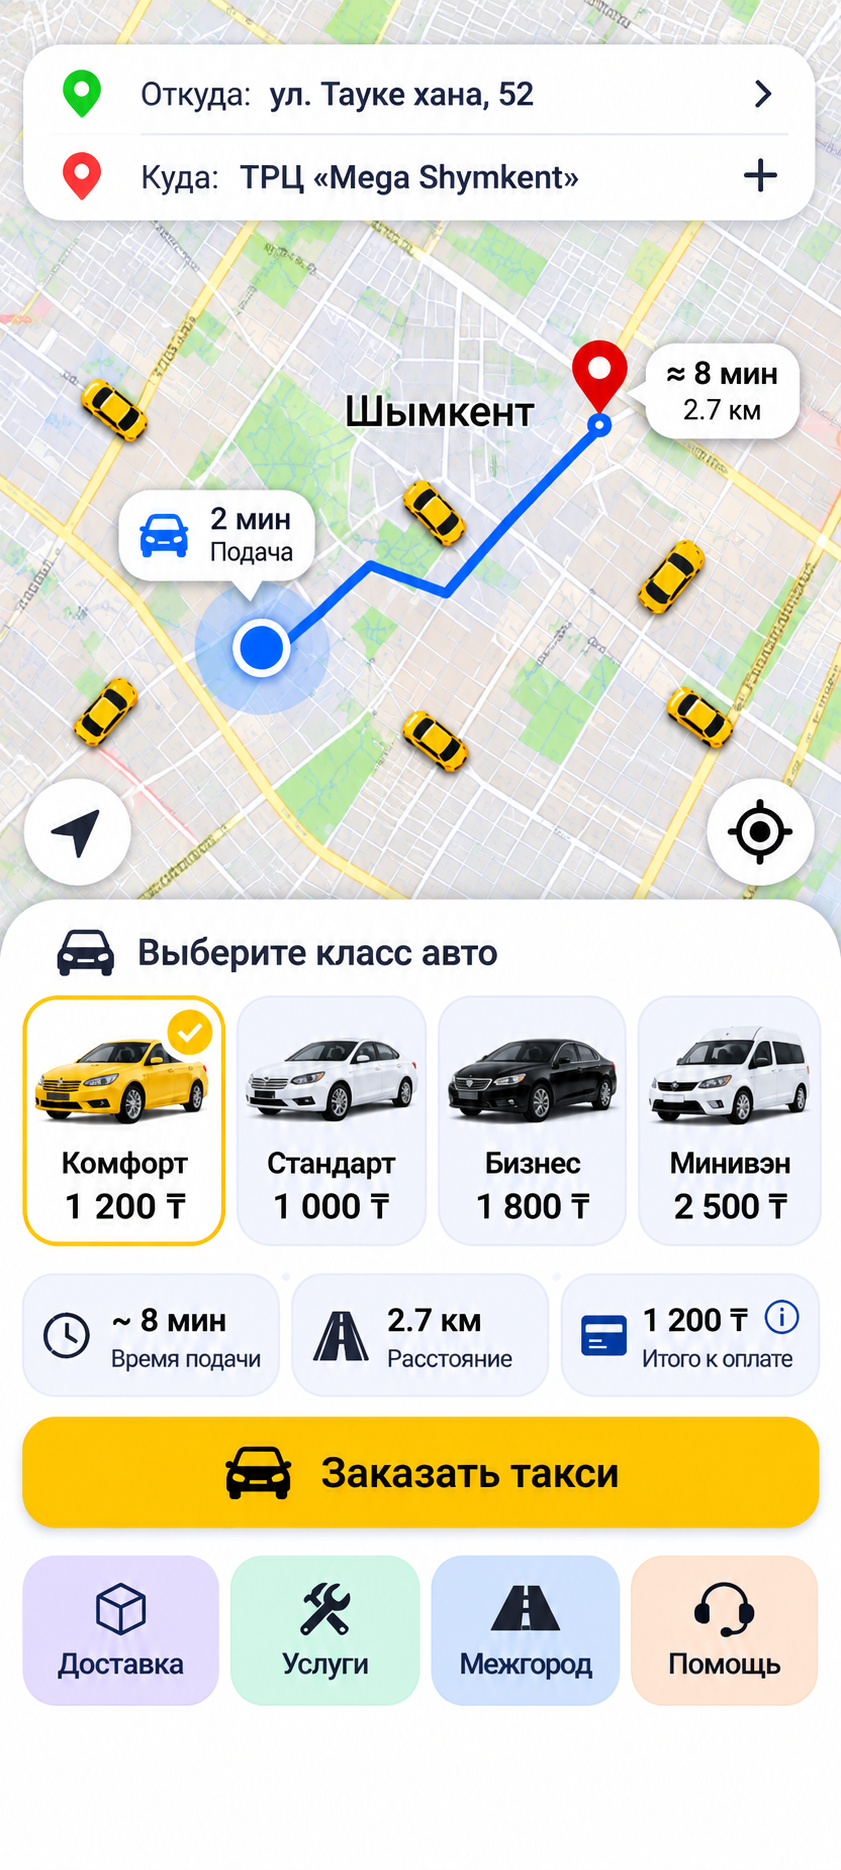 Откуда: ул. Тауке хана, 52
Куда: ТРЦ «Mega Shymkent»
≈ 8 мин
2.7 км
Шымкент
2 мин
Подача
Выберите класс авто
Комфорт
1 200 ₸
Стандарт
1 000 ₸
Бизнес
1 800 ₸
Минивэн
2 500 ₸
~ 8 мин
Время подачи
2.7 км
Расстояние
1 200 ₸
Итого к оплате
Заказать такси
Доставка
Услуги
Межгород
Помощь